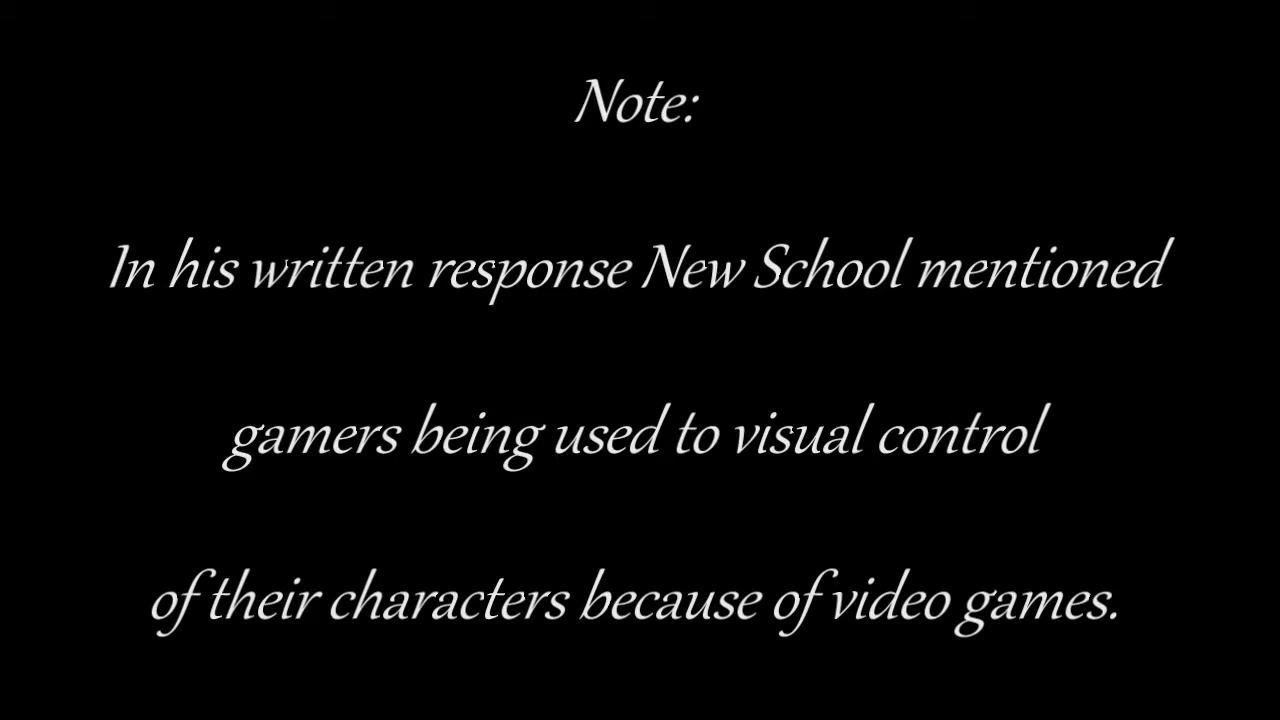 Note:
In his written response New School mentioned
gamers being used to visual control
of their characters because of video games.